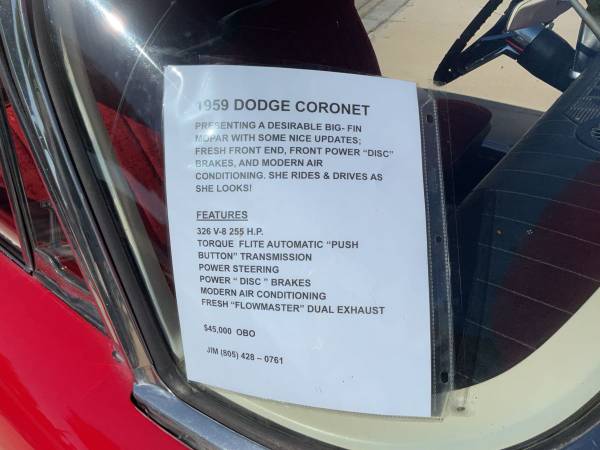 1959 DODGE CORONET
PRESENTING A DESIRABLE BIG- FIN
MOPAR WITH SOME NICE UPDATES;
FRESH FRONT END, FRONT POWER "DISC"
BRAKES, AND MODERN AIR
CONDITIONING. SHE RIDES & DRIVES AS
SHE LOOKS!
FEATURES
326 V-8 255 H.P.
TORQUE FLITE AUTOMATIC "PUSH
BUTTON" TRANSMISSION
POWER STEERING
POWER " DISC " BRAKES
MODERN AIR CONDITIONING
FRESH "FLOWMASTER" DUAL EXHAUST
$45,000 OBO
JIM (805) 428 – 0761